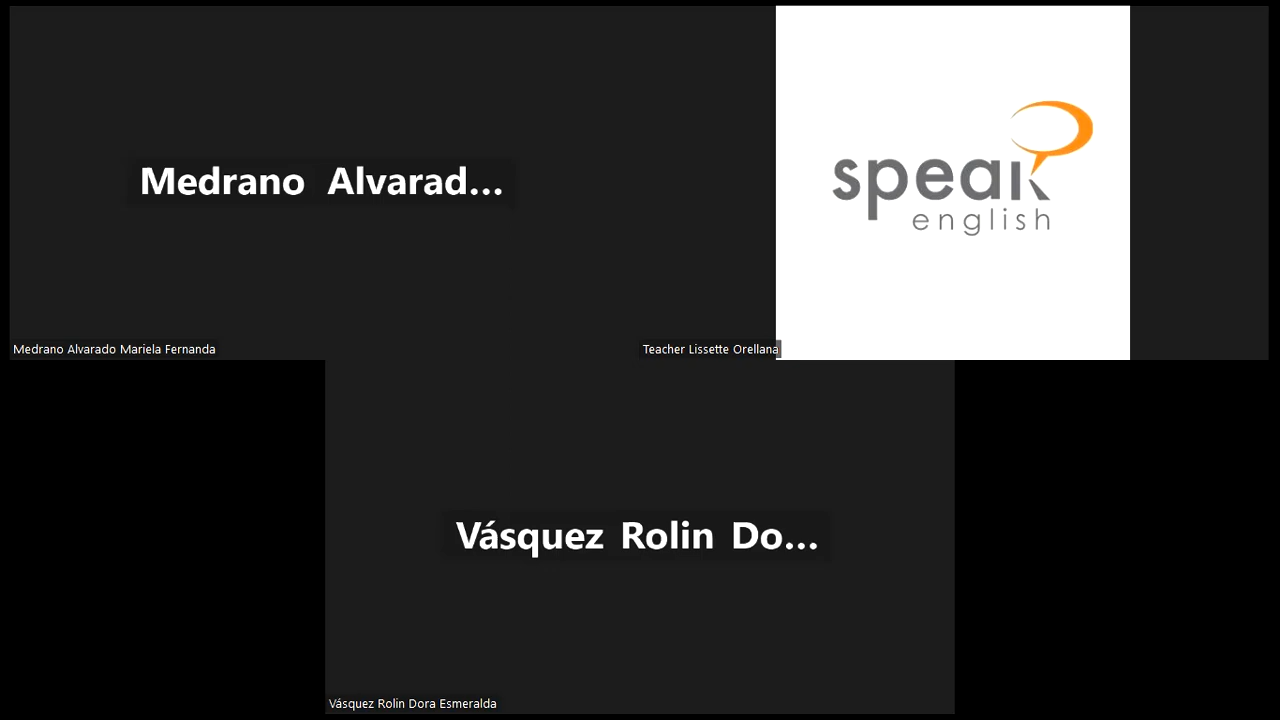 Medrano Alvarad...
speak
english
Medrano Alvarado Mariela Fernanda
Teacher Lissette Orellana
Vásquez Rolin Do...
Vásquez Rolin Dora Esmeralda